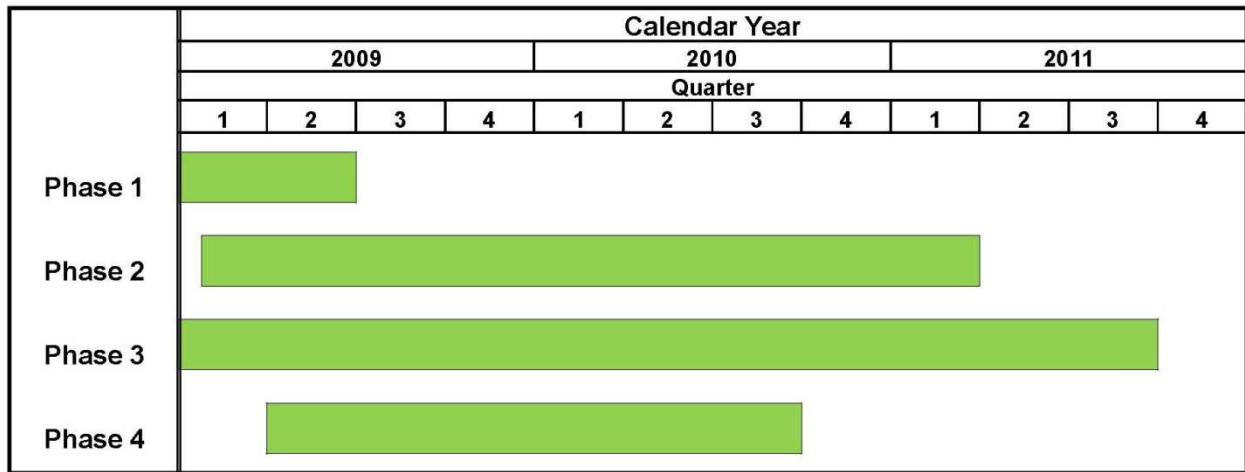 Calendar Year
2009 2010 2011
Quarter
1 2 3 4 1 2 3 4 1 2 3 4
Phase 1
Phase 2
Phase 3
Phase 4